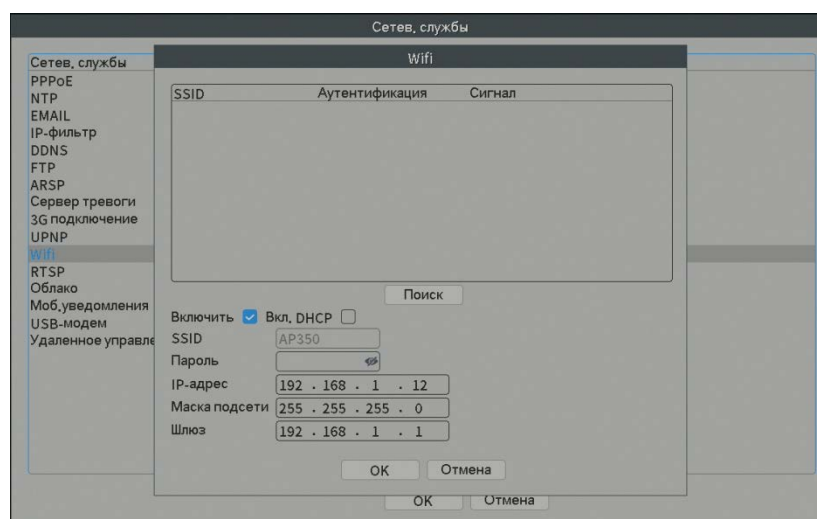 Сетев. службы
Wifi
Сетев. службы
PPPoE
NTP
EMAIL
IP-фильтр
DDNS
FTP
ARSP
Сервер тревоги
3G подключение
UPNP
Wifi
RTSP
Облако
Моб.уведомления
USB-модем
Удаленное управле
SSID Аутентификация Сигнал
Поиск
Включить Вкл. DHCP
SSID AP350
Пароль
IP-адрес 192 . 168 . 1 . 12
Маска подсети 255 . 255 . 255 . 0
Шлюз 192 . 168 . 1 . 1
OK Отмена
OK Отмена